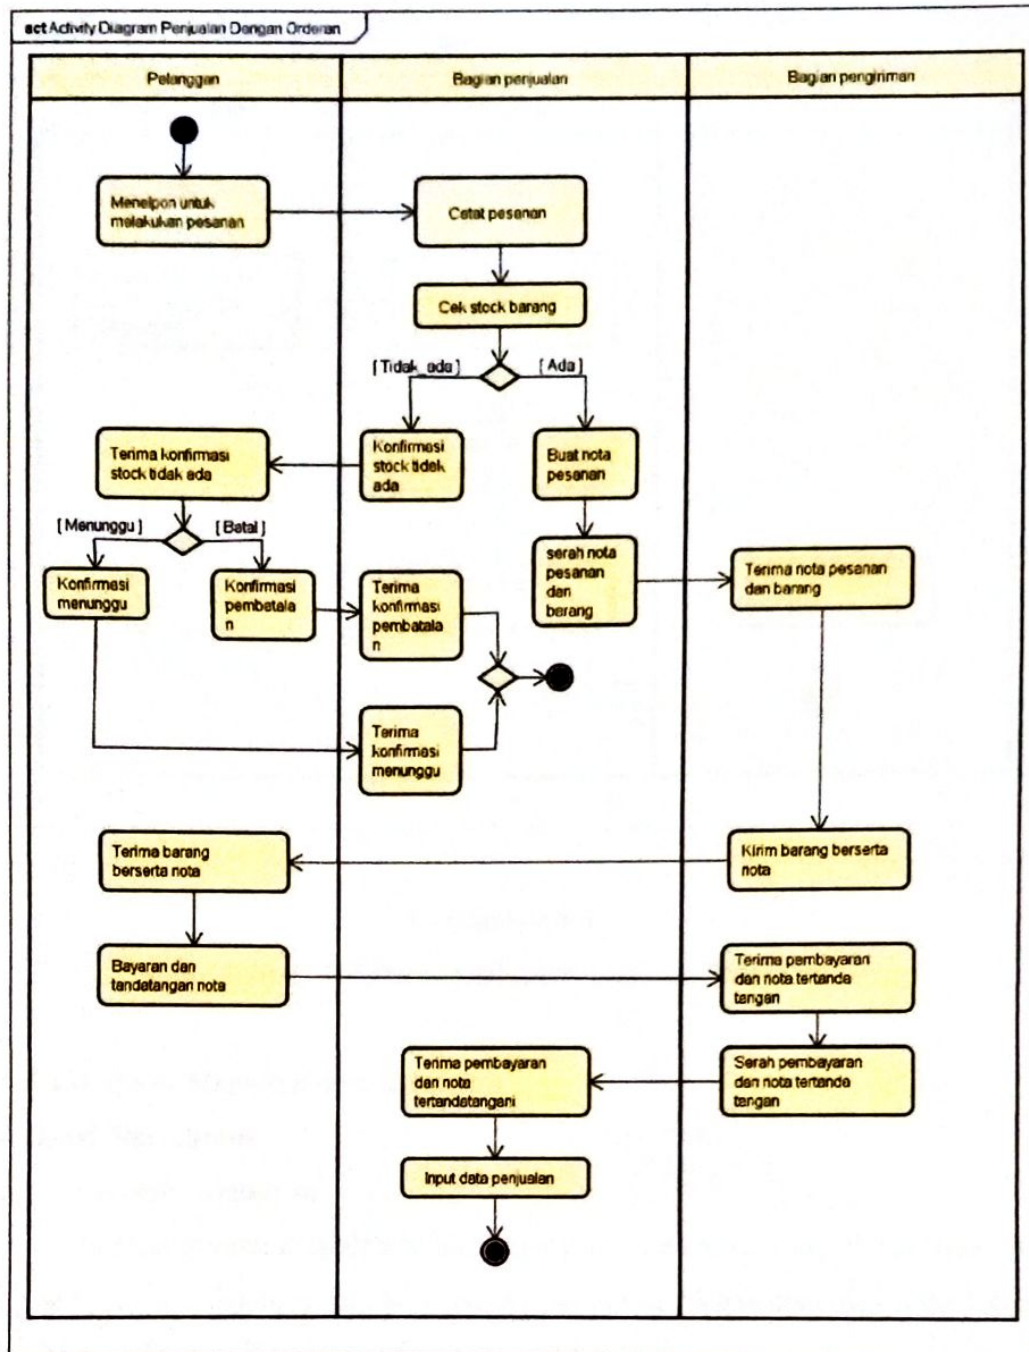 act Activity Diagram Penjualan Dengan Orderan
Pelanggan
Bagian penjualan
Bagian pengiriman
Menelpon untuk
melakukan pesanan
Catat pesanan
Cek stock barang
[ Tidak_ada ]
[ Ada ]
Terima konfirmasi
stock tidak ada
Konfirmasi
stock tidak
ada
Buat nota
pesanan
[ Menunggu ]
[ Batal ]
Konfirmasi
menunggu
Konfirmasi
pembatala
n
Terima
konfirmasi
pembatala
n
serah nota
pesanan
dan
barang
Terima nota pesanan
dan barang
Terima
konfirmasi
menunggu
Terima barang
berserta nota
Kirim barang berserta
nota
Bayaran dan
tandatangan nota
Terima pembayaran
dan nota tertanda
tangan
Terima pembayaran
dan nota
tertandatangani
Serah pembayaran
dan nota tertanda
tangan
Input data penjualan